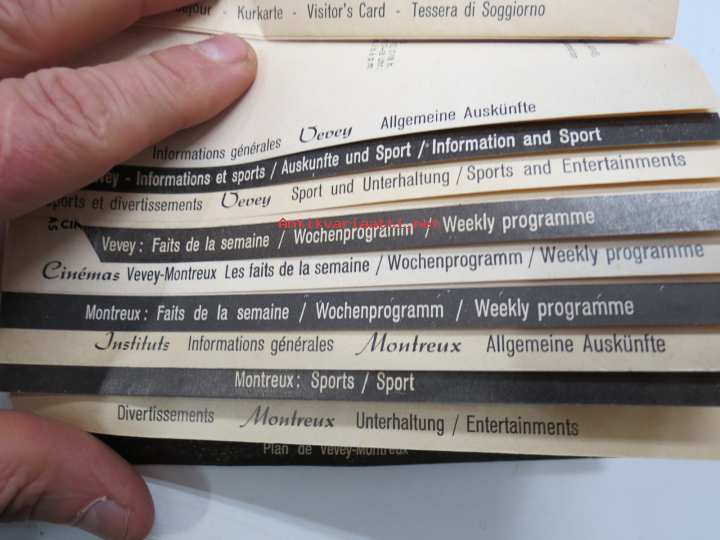 Kurkarte - Visitor's Card - Tessera di Soggiorno
Informations générales Vevey Allgemeine Auskünfte
- Informations et sports / Auskunfte und Sport / Information and Sport
et divertissements Vevey Sport und Unterhaltung / Sports and Entertainments
Antikvariaatti.net
Vevey : Faits de la semaine / Wochenprogramm / Weekly programme
Cinémas Vevey-Montreux Les faits de la semaine / Wochenprogramm / Weekly programme
Montreux : Faits de la semaine / Wochenprogramm / Weekly programme
Instituts Informations générales Montreux Allgemeine Auskünfte
Montreux : Sports / Sport
Divertissements Montreux Unterhaltung / Entertainments
Plan de Vevey-Montreux